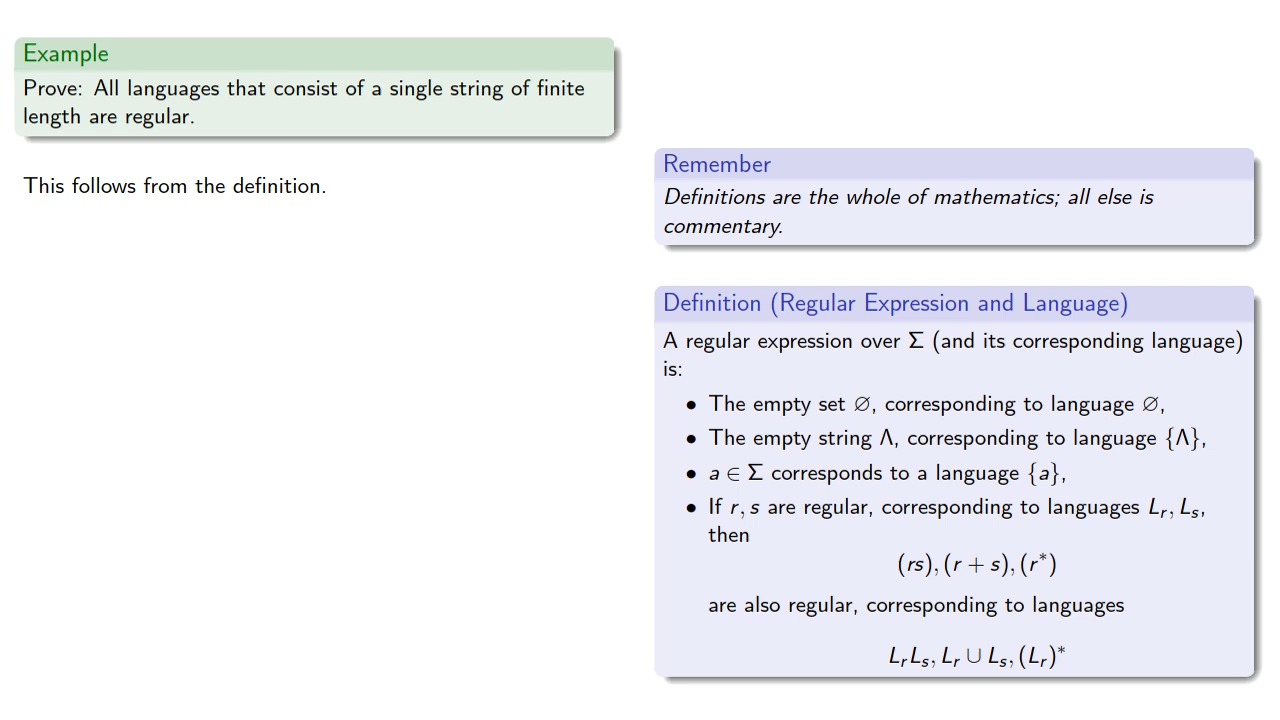 Example
Prove: All languages that consist of a single string of finite
length are regular.
This follows from the definition.
Remember
Definitions are the whole of mathematics; all else is
commentary.
Definition (Regular Expression and Language)
A regular expression over Σ (and its corresponding language)
is:
• The empty set ∅, corresponding to language ∅,
• The empty string Λ, corresponding to language {Λ},
• a ∈ Σ corresponds to a language {a},
• If r, s are regular, corresponding to languages L_r, L_s,
then
(rs), (r + s), (r*)
are also regular, corresponding to languages
L_r L_s, L_r ∪ L_s, (L_r)*